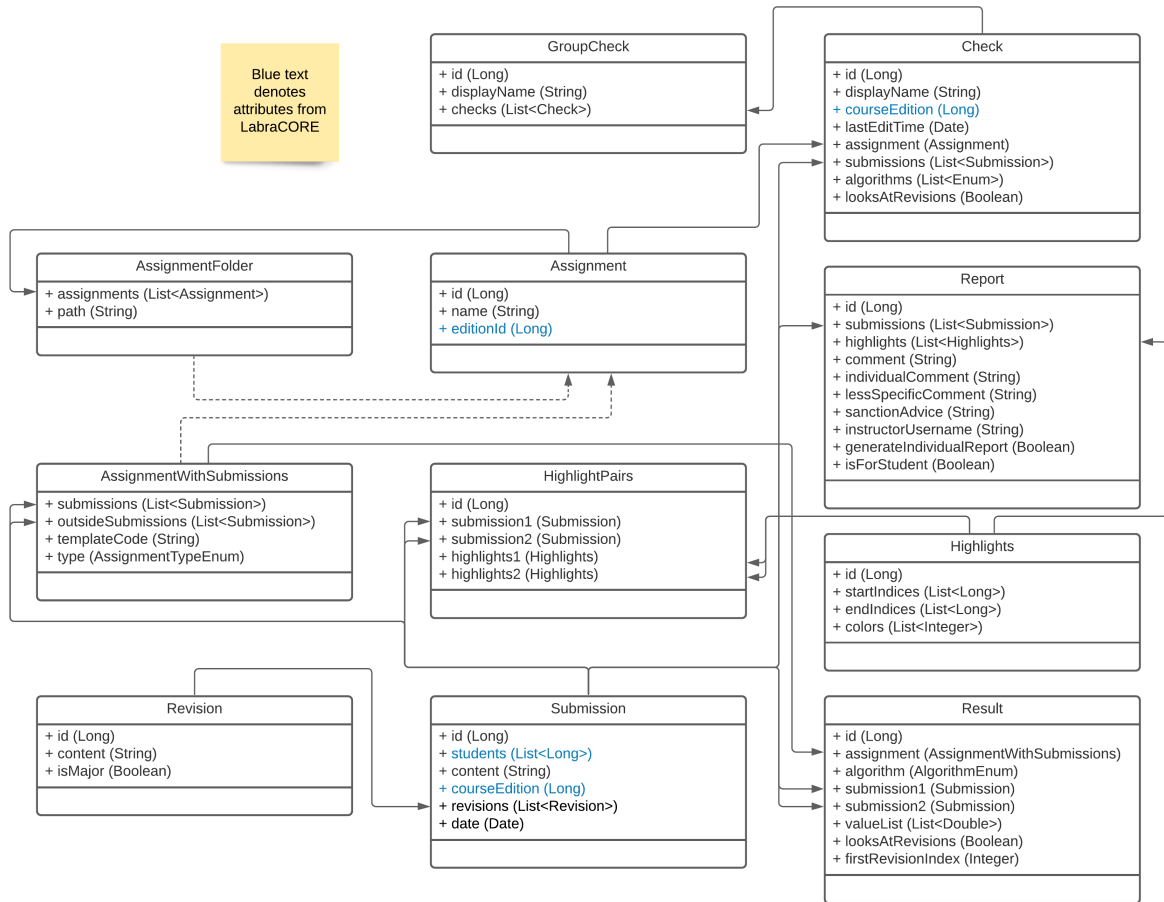 Blue text
denotes
attributes from
LabraCORE
GroupCheck
+ id (Long)
+ displayName (String)
+ checks (List<Check>)
Check
+ id (Long)
+ displayName (String)
+ courseEdition (Long)
+ lastEditTime (Date)
+ assignment (Assignment)
+ submissions (List<Submission>)
+ algorithms (List<Enum>)
+ looksAtRevisions (Boolean)
AssignmentFolder
+ assignments (List<Assignment>)
+ path (String)
Assignment
+ id (Long)
+ name (String)
+ editionId (Long)
Report
+ id (Long)
+ submissions (List<Submission>)
+ highlights (List<Highlights>)
+ comment (String)
+ individualComment (String)
+ lessSpecificComment (String)
+ sanctionAdvice (String)
+ instructorUsername (String)
+ generateIndividualReport (Boolean)
+ isForStudent (Boolean)
AssignmentWithSubmissions
+ submissions (List<Submission>)
+ outsideSubmissions (List<Submission>)
+ templateCode (String)
+ type (AssignmentTypeEnum)
HighlightPairs
+ id (Long)
+ submission1 (Submission)
+ submission2 (Submission)
+ highlights1 (Highlights)
+ highlights2 (Highlights)
Highlights
+ id (Long)
+ startIndices (List<Long>)
+ endIndices (List<Long>)
+ colors (List<Integer>)
Revision
+ id (Long)
+ content (String)
+ isMajor (Boolean)
Submission
+ id (Long)
+ students (List<Long>)
+ content (String)
+ courseEdition (Long)
+ revisions (List<Revision>)
+ date (Date)
Result
+ id (Long)
+ assignment (AssignmentWithSubmissions)
+ algorithm (AlgorithmEnum)
+ submission1 (Submission)
+ submission2 (Submission)
+ valueList (List<Double>)
+ looksAtRevisions (Boolean)
+ firstRevisionIndex (Integer)